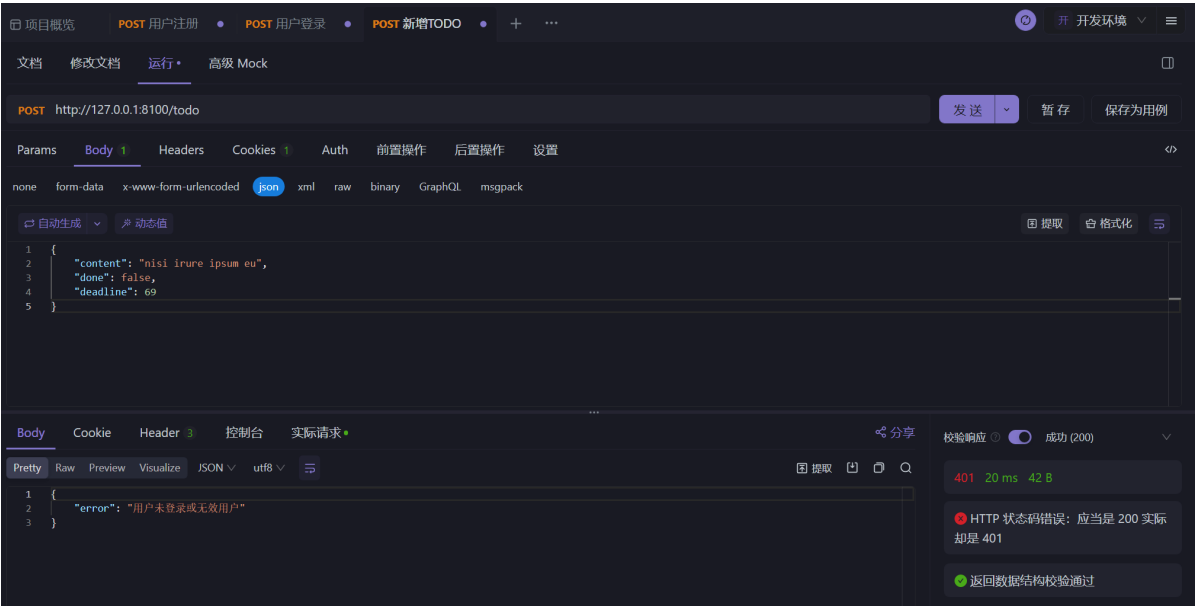 项目概览 POST 用户注册 POST 用户登录 POST 新增TODO 开 开发环境
文档 修改文档 运行 高级 Mock
POST http://127.0.0.1:8100/todo 发送 暂存 保存为用例
Params Body 1 Headers Cookies 1 Auth 前置操作 后置操作 设置
none form-data x-www-form-urlencoded json xml raw binary GraphQL msgpack
自动生成 动态值 提取 格式化
1 {
2 "content": "nisi irure ipsum eu",
3 "done": false,
4 "deadline": 69
5 }
Body Cookie Header 3 控制台 实际请求 分享
Pretty Raw Preview Visualize JSON utf8 提取
1 {
2 "error": "用户未登录或无效用户"
3 }
校验响应 成功 (200)
401 20 ms 42 B
HTTP 状态码错误：应当是 200 实际
却是 401
返回数据结构校验通过